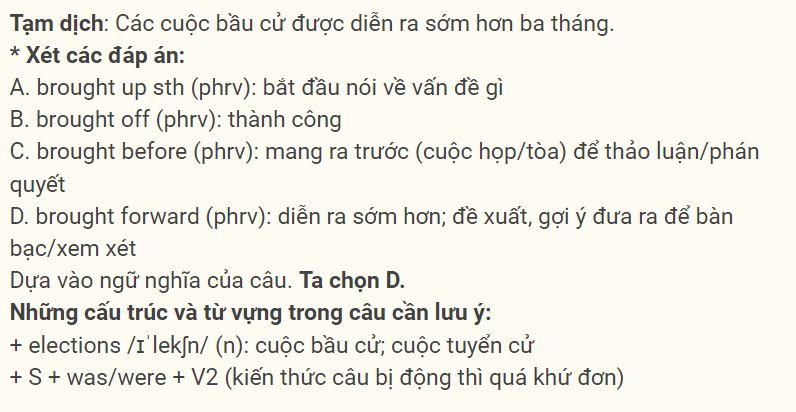 Tạm dịch: Các cuộc bầu cử được diễn ra sớm hơn ba tháng.
* Xét các đáp án:
A. brought up sth (phrv): bắt đầu nói về vấn đề gì
B. brought off (phrv): thành công
C. brought before (phrv): mang ra trước (cuộc họp/tòa) để thảo luận/phán
quyết
D. brought forward (phrv): diễn ra sớm hơn; đề xuất, gợi ý đưa ra để bàn
bạc/xem xét
Dựa vào ngữ nghĩa của câu. Ta chọn D.
Những cấu trúc và từ vựng trong câu cần lưu ý:
+ elections /ɪˈlekʃn/ (n): cuộc bầu cử; cuộc tuyển cử
+ S + was/were + V2 (kiến thức câu bị động thì quá khứ đơn)